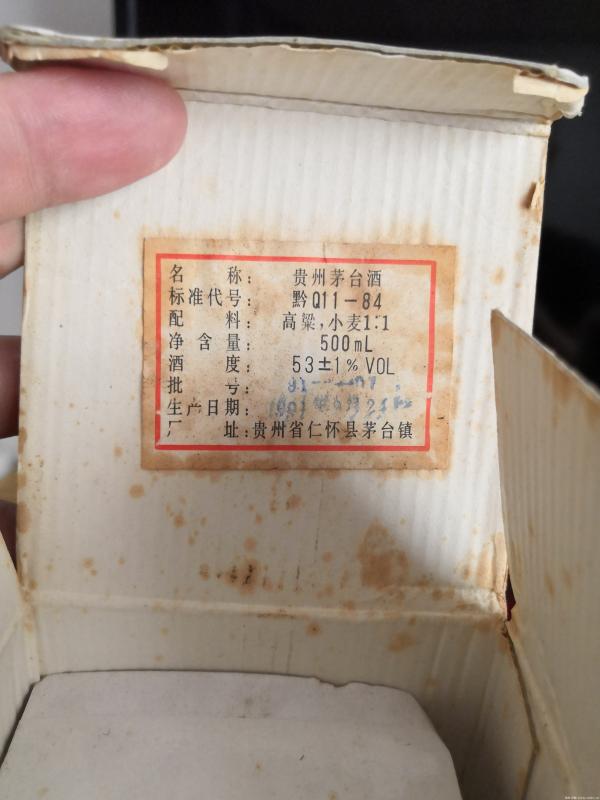 名 称： 贵州茅台酒
标准代号： 黔Q11-84
配 料： 高梁，小麦1:1
净 含 量： 500mL
酒 度： 53±1% VOL
批 号：
生产日期：
厂 址：贵州省仁怀县茅台镇